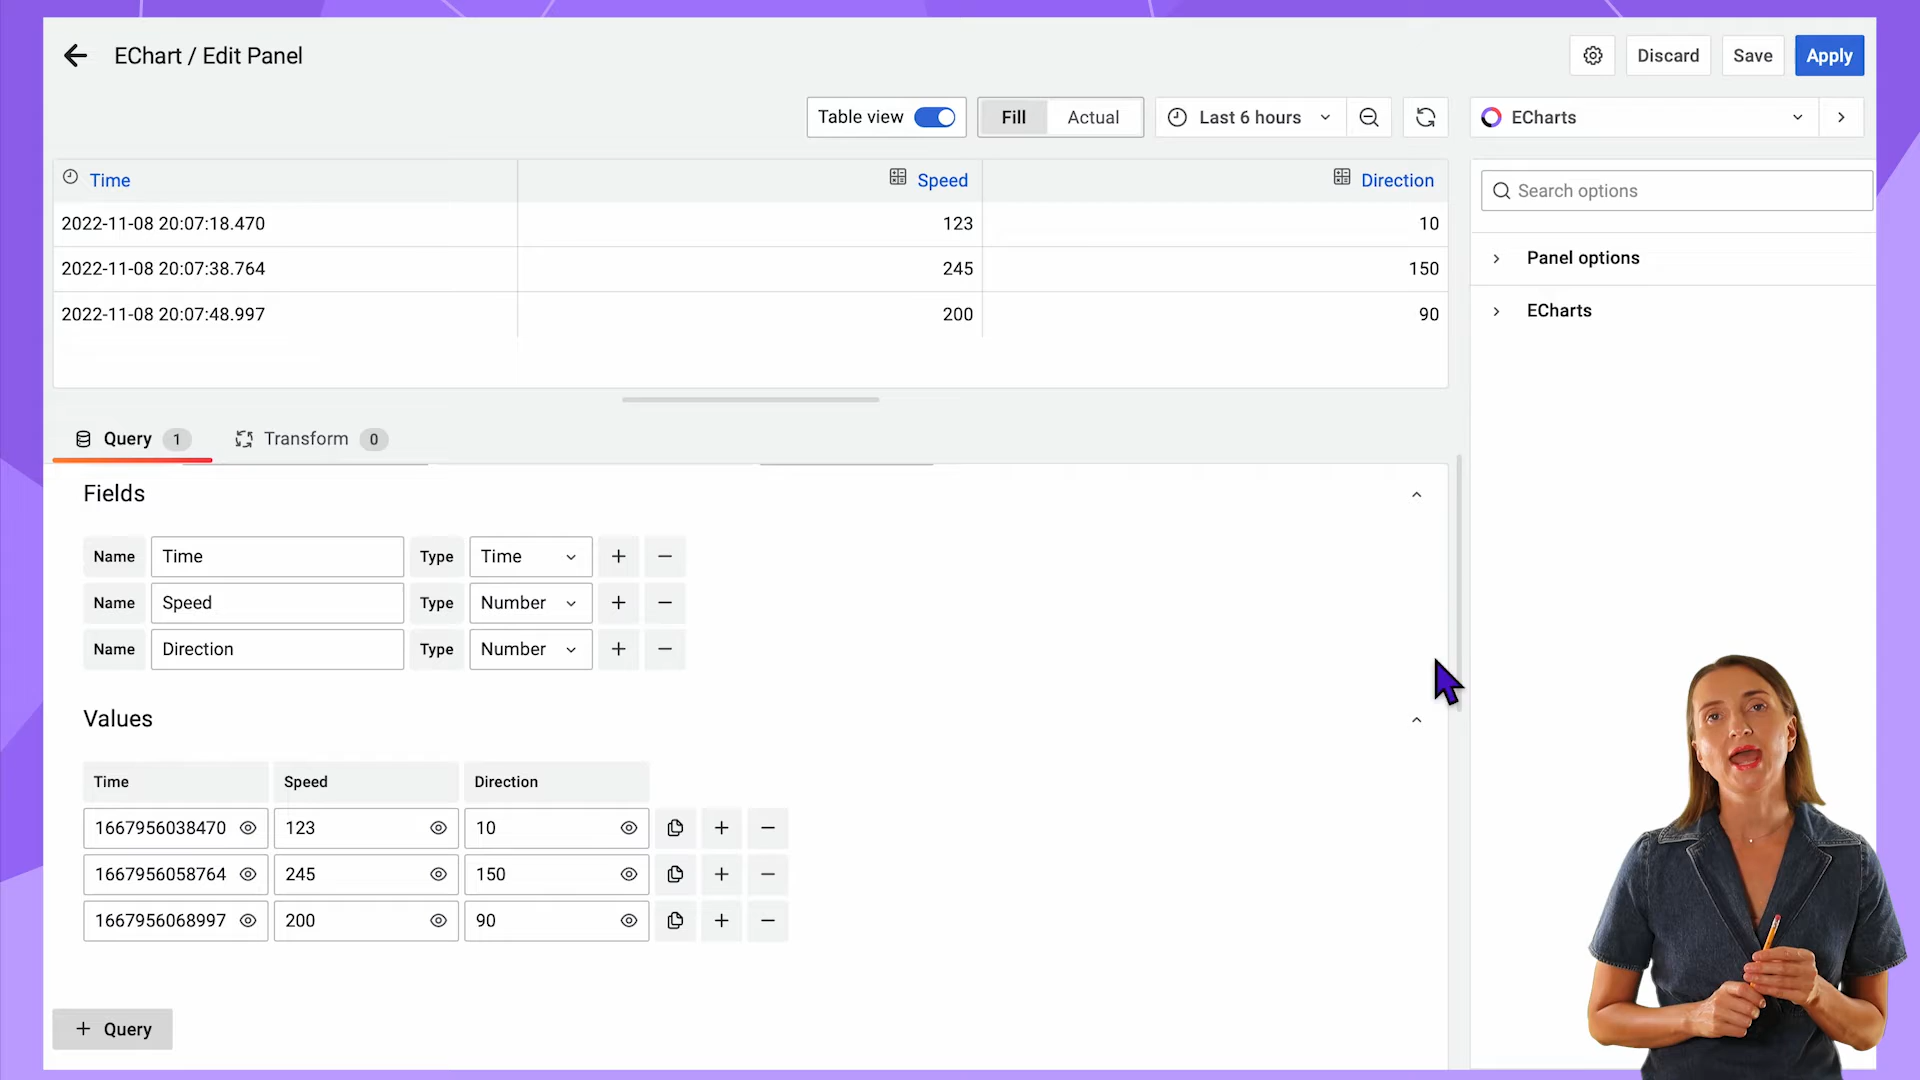 EChart / Edit Panel
Discard
Save
Apply
Table view
Fill
Actual
Last 6 hours
ECharts
Time
Speed
Direction
2022-11-08 20:07:18.470
123
10
2022-11-08 20:07:38.764
245
150
2022-11-08 20:07:48.997
200
90
Search options
Panel options
ECharts
Query 1
Transform 0
Fields
Name Time Type Time
Name Speed Type Number
Name Direction Type Number
Values
Time Speed Direction
1667956038470 123 10
1667956058764 245 150
1667956068997 200 90
+ Query